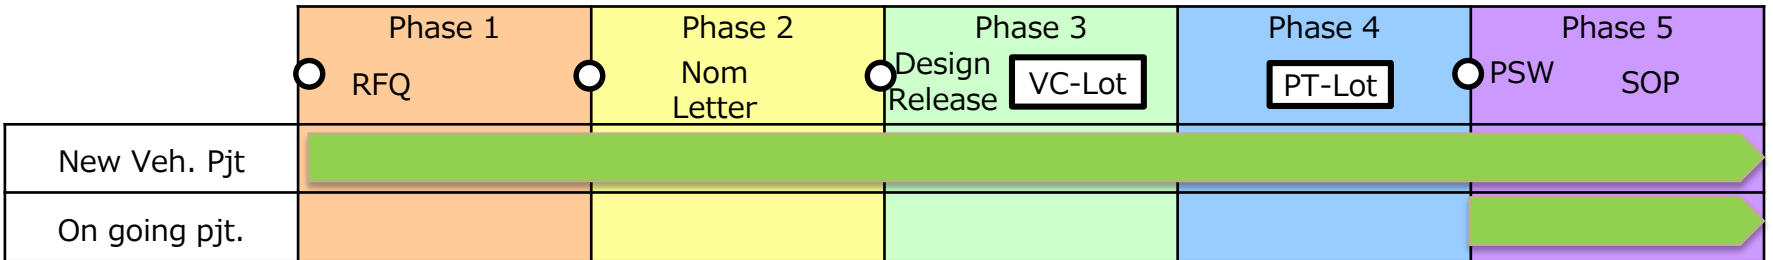 Phase 1
Phase 2
Phase 3
Phase 4
Phase 5
RFQ
Nom
Letter
Design
Release
VC-Lot
PT-Lot
PSW
SOP
New Veh. Pjt
On going pjt.